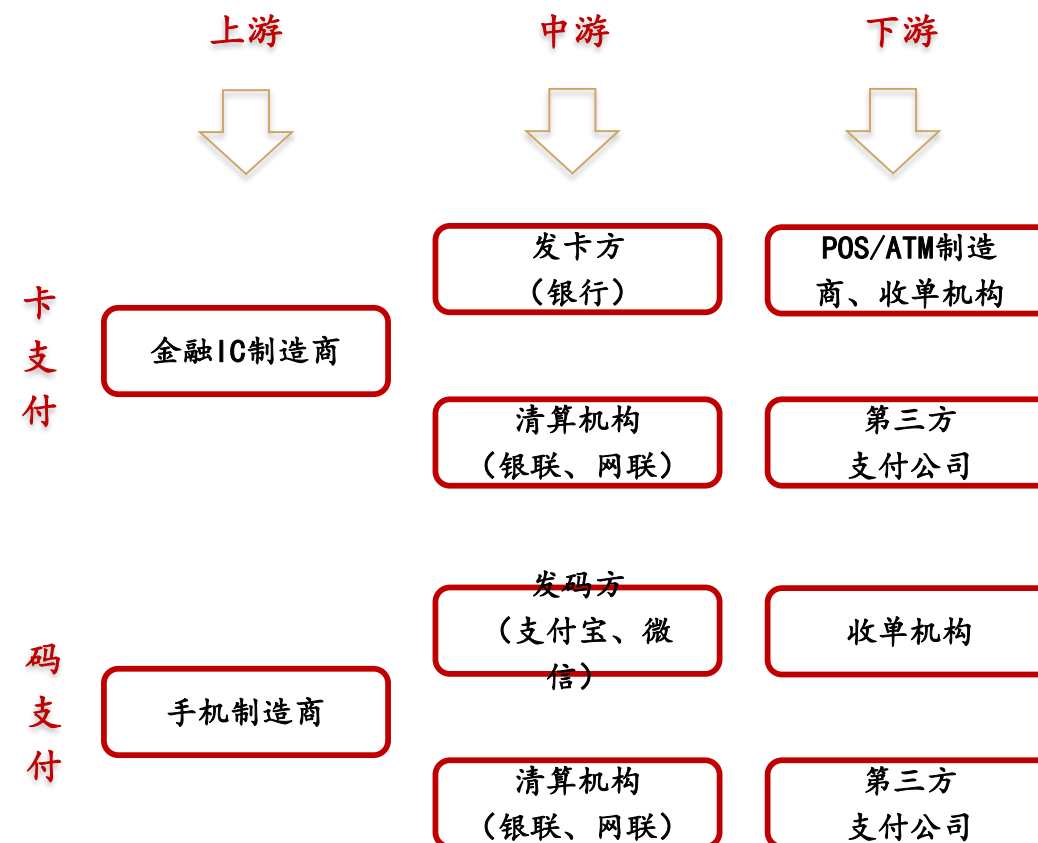 上游
中游
下游
卡支付
金融IC制造商
发卡方
（银行）
POS/ATM制造
商、收单机构
清算机构
（银联、网联）
第三方
支付公司
码支付
手机制造商
发码方
（支付宝、微
信）
收单机构
清算机构
（银联、网联）
第三方
支付公司